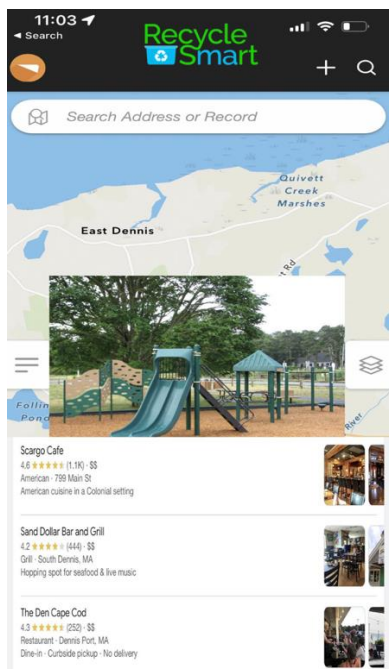 11:03
◄ Search
Recycle
Smart
Search Address or Record
Quivett
Creek
Marshes
East Dennis
Rd
Pond
River
Scargo Cafe
4.6 ★★★★★ (1.1K) · $$
American · 799 Main St
American cuisine in a Colonial setting
Sand Dollar Bar and Grill
4.2 ★★★★★ (444) · $$
Grill · South Dennis, MA
Hopping spot for seafood & live music
The Den Cape Cod
4.3 ★★★★★ (252) · $$
Restaurant · Dennis Port, MA
Dine-in · Curbside pickup · No delivery